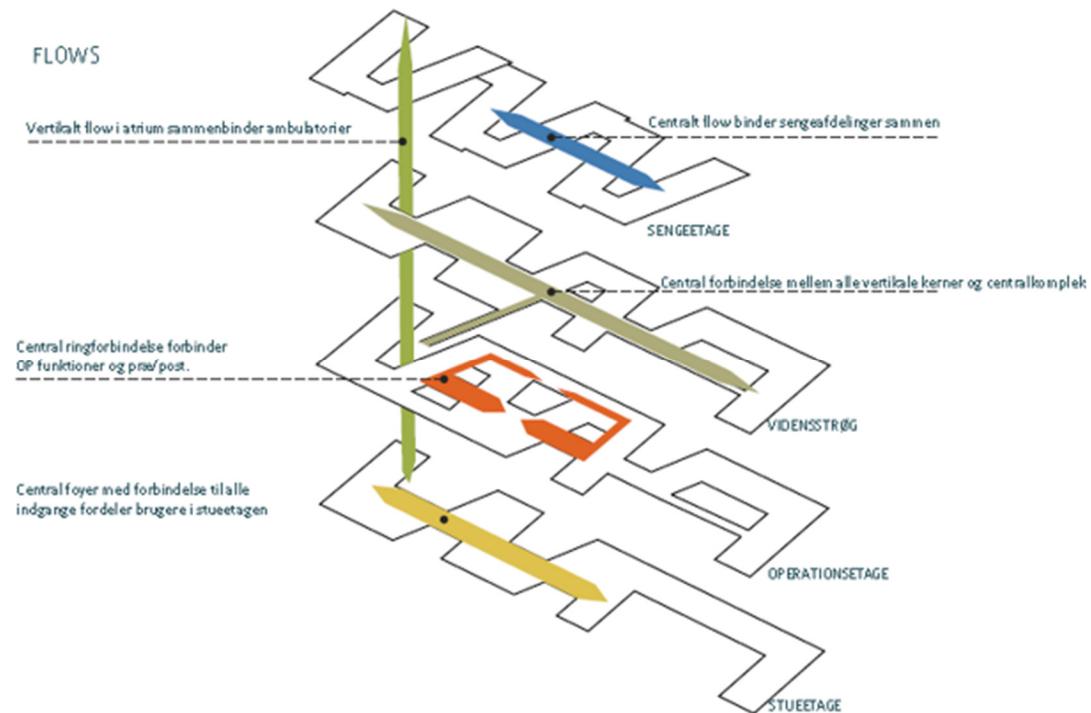 FLOWS
Vertikalt flow i atrium sammenbinder ambulatorier
Centralt flow binder sengeafdelinger sammen
SENGEETAGE
Central forbindelse mellem alle vertikale kerner og centralkomplek
Central ringforbindelse forbinder
OP funktioner og præ/post.
VIDENSSTRØG
Central foyer med forbindelse til alle
indgange fordeler brugere i stueetagen
OPERATIONSETAGE
STUEETAGE